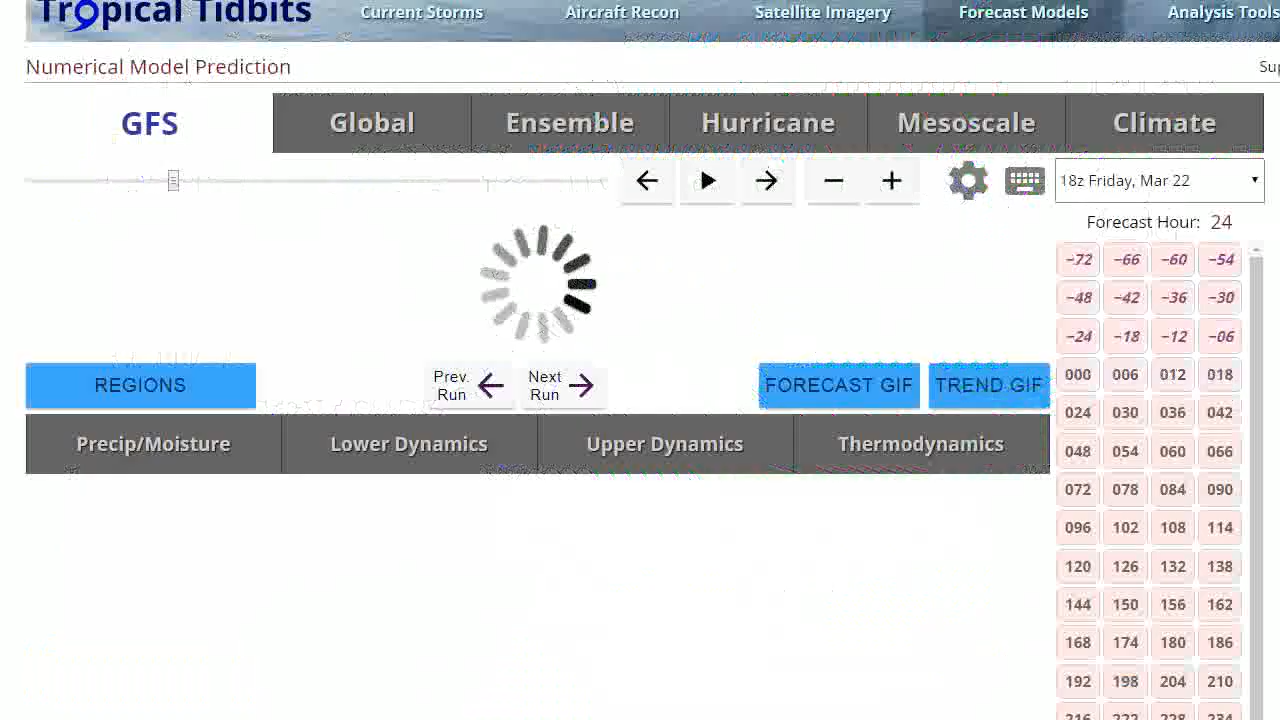 Tropical Tidbits
Current Storms Aircraft Recon Satellite Imagery Forecast Models Analysis Tools
Numerical Model Prediction
GFS Global Ensemble Hurricane Mesoscale Climate
18z Friday, Mar 22
Forecast Hour: 24
−72 −66 −60 −54
−48 −42 −36 −30
−24 −18 −12 −06
000 006 012 018
024 030 036 042
048 054 060 066
072 078 084 090
096 102 108 114
120 126 132 138
144 150 156 162
168 174 180 186
192 198 204 210
216 222 228 234
REGIONS
Prev. Run
Next Run
FORECAST GIF TREND GIF
Precip/Moisture Lower Dynamics Upper Dynamics Thermodynamics